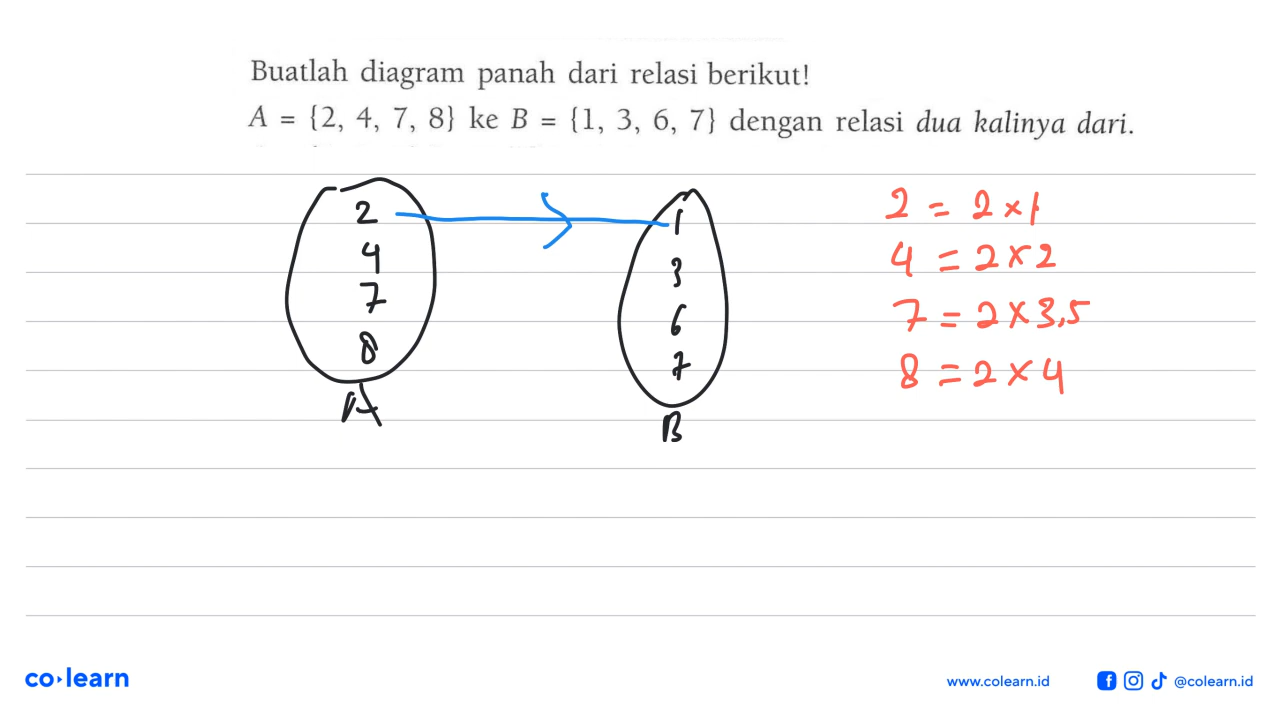 Buatlah diagram panah dari relasi berikut!
A = {2, 4, 7, 8} ke B = {1, 3, 6, 7} dengan relasi dua kalinya dari.
2
4
7
8
A
1
3
6
7
B
2 = 2 x 1
4 = 2 x 2
7 = 2 x 3,5
8 = 2 x 4
co▸learn
www.colearn.id
@colearn.id